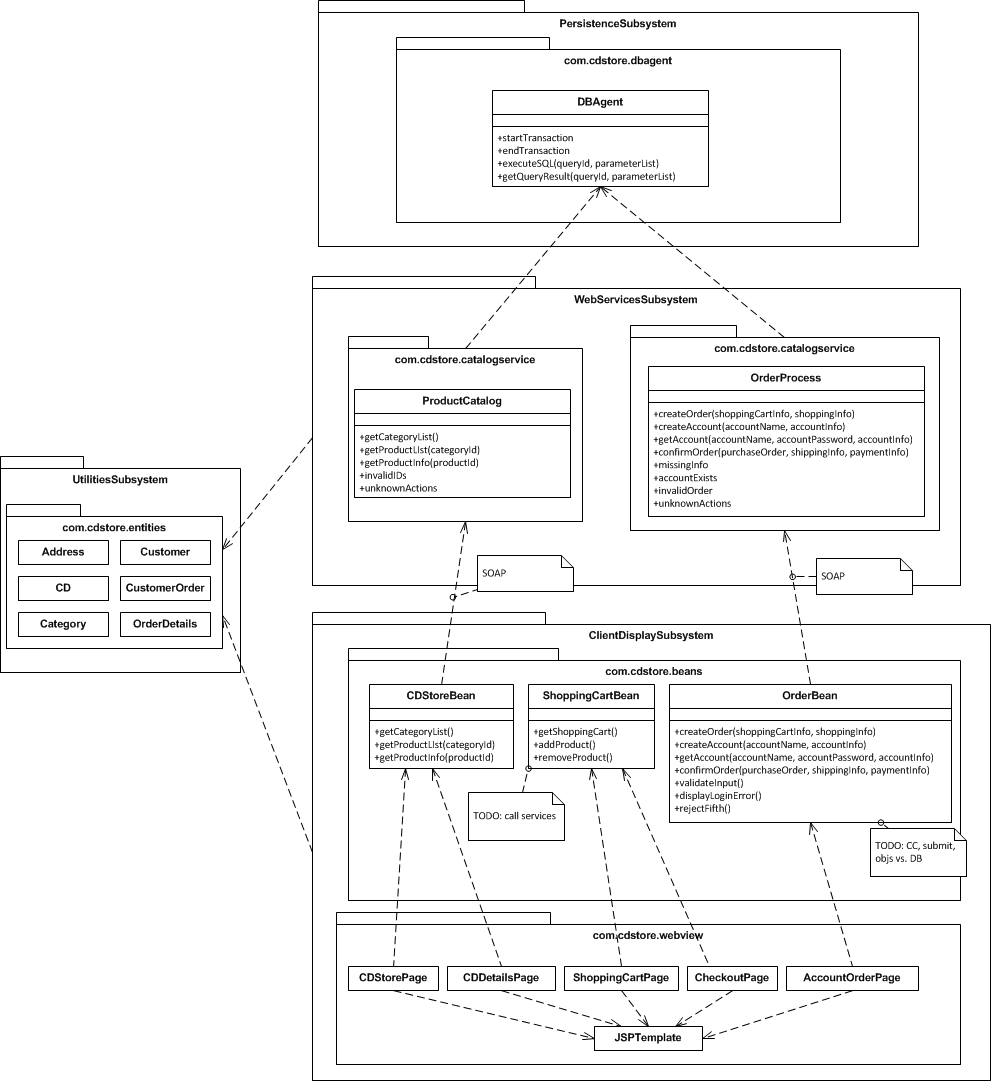 PersistenceSubsystem
com.cdstore.dbagent
DBAgent
+startTransaction
+endTransaction
+executeSQL(queryId, parameterList)
+getQueryResult(queryId, parameterList)
WebServicesSubsystem
com.cdstore.catalogservice
ProductCatalog
+getCategoryList()
+getProductLIst(categoryId)
+getProductInfo(productId)
+invalidIDs
+unknownActions
com.cdstore.catalogservice
OrderProcess
+createOrder(shoppingCartInfo, shoppingInfo)
+createAccount(accountName, accountInfo)
+getAccount(accountName, accountPassword, accountInfo)
+confirmOrder(purchaseOrder, shippingInfo, paymentInfo)
+missingInfo
+accountExists
+invalidOrder
+unknownActions
UtilitiesSubsystem
com.cdstore.entities
Address
Customer
CD
CustomerOrder
Category
OrderDetails
SOAP
SOAP
ClientDisplaySubsystem
com.cdstore.beans
CDStoreBean
+getCategoryList()
+getProductLIst(categoryId)
+getProductInfo(productId)
ShoppingCartBean
+getShoppingCart()
+addProduct()
+removeProduct()
OrderBean
+createOrder(shoppingCartInfo, shoppingInfo)
+createAccount(accountName, accountInfo)
+getAccount(accountName, accountPassword, accountInfo)
+confirmOrder(purchaseOrder, shippingInfo, paymentInfo)
+validateInput()
+displayLoginError()
+rejectFifth()
TODO: call services
TODO: CC, submit,
objs vs. DB
com.cdstore.webview
CDStorePage
CDDetailsPage
ShoppingCartPage
CheckoutPage
AccountOrderPage
JSPTemplate